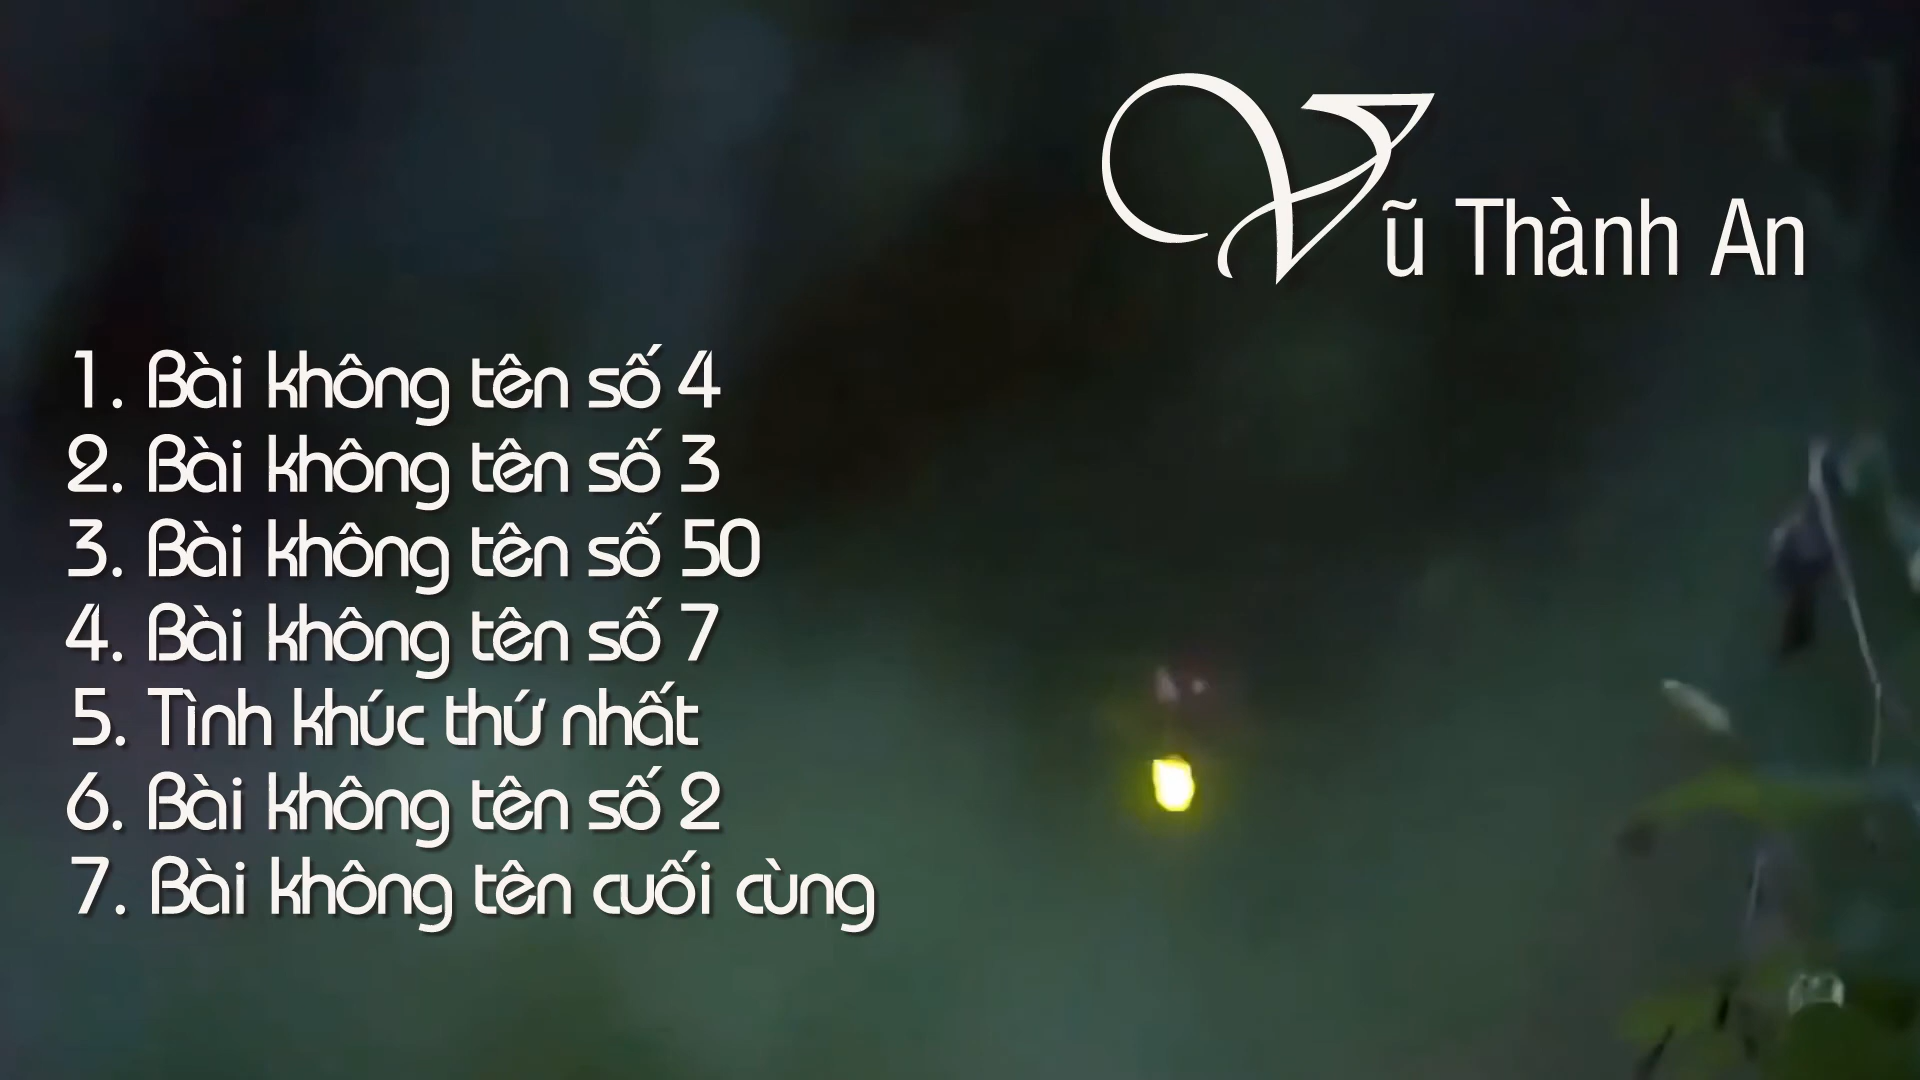 Vũ Thành An
1. Bài không tên số 4
2. Bài không tên số 3
3. Bài không tên số 50
4. Bài không tên số 7
5. Tình khúc thứ nhất
6. Bài không tên số 2
7. Bài không tên cuối cùng